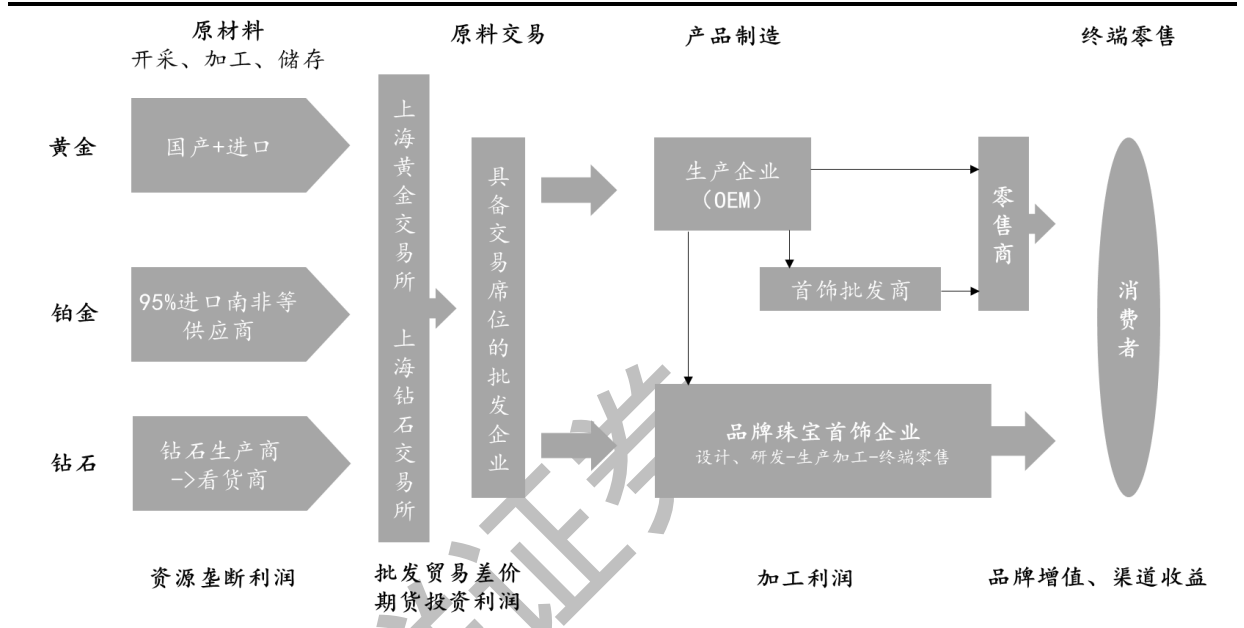 原材料
开采、加工、储存
原料交易
产品制造
终端零售
黄金
国产+进口
铂金
95%进口南非等
供应商
钻石
钻石生产商
->看货商
上海黄金交易所 上海钻石交易所
具备交易席位的批发企业
生产企业
（OEM）
首饰批发商
零售商
品牌珠宝首饰企业
设计、研发-生产加工-终端零售
消费者
资源垄断利润
批发贸易差价
期货投资利润
加工利润
品牌增值、渠道收益
证券